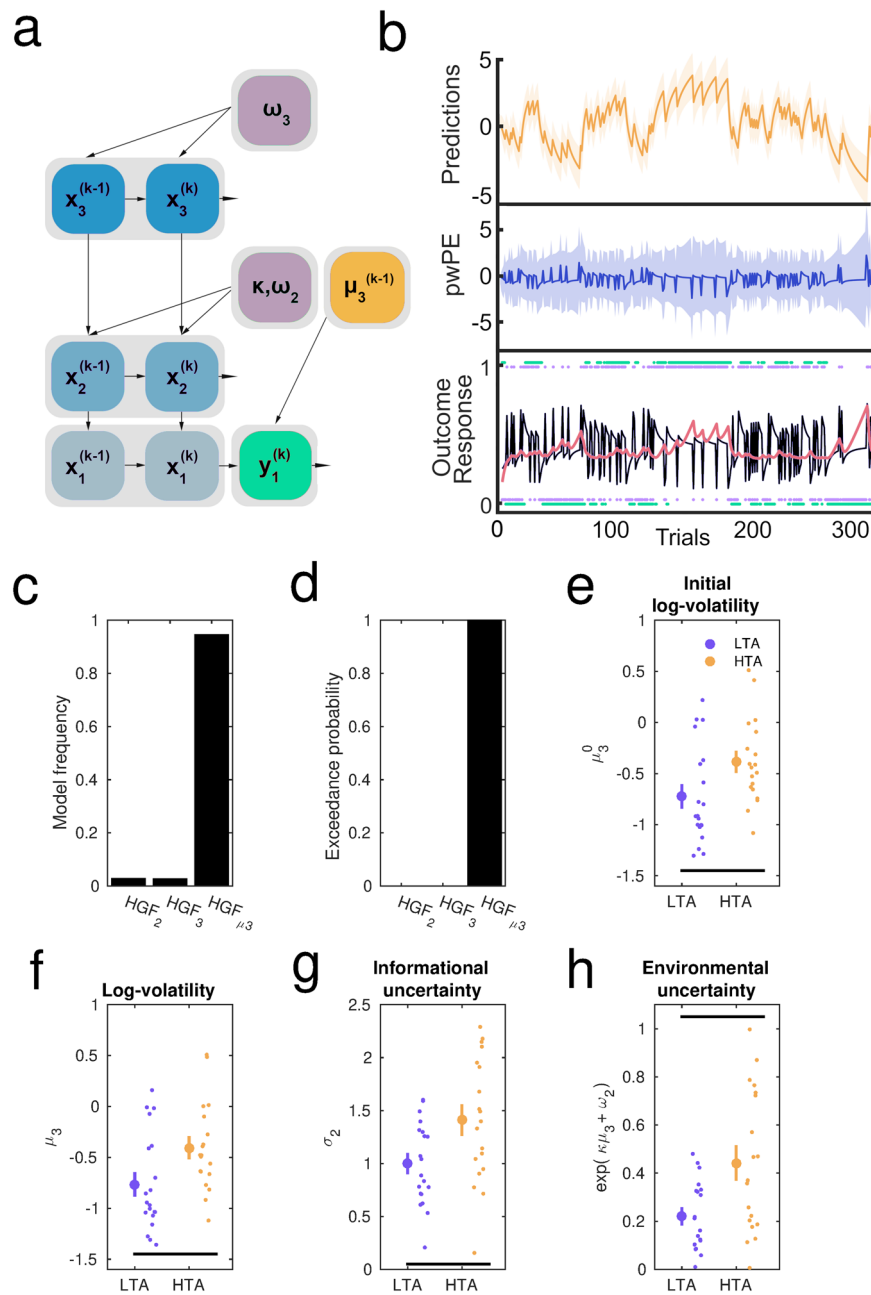 a
ω3
x3(k-1) x3(k)
κ,ω2 μ3(k-1)
x2(k-1) x2(k)
x1(k-1) x1(k) y1(k)
b
Predictions
5
0
-5
pwPE
5
0
-5
Outcome
Response
1
0
0 100 200 300
Trials
c
Model frequency
1
0.8
0.6
0.4
0.2
0
HGF2 HGF3 HGFμ3
d
Exceedance probability
1
0.8
0.6
0.4
0.2
0
HGF2 HGF3 HGFμ3
e
Initial
log-volatility
LTA
HTA
μ3^0
1
0.5
0
-0.5
-1
-1.5
LTA HTA
f
Log-volatility
μ3
1
0.5
0
-0.5
-1
-1.5
LTA HTA
g
Informational
uncertainty
σ2
2.5
2
1.5
1
0.5
0
LTA HTA
h
Environmental
uncertainty
exp( κμ3 + ω2)
1
0.8
0.6
0.4
0.2
0
LTA HTA